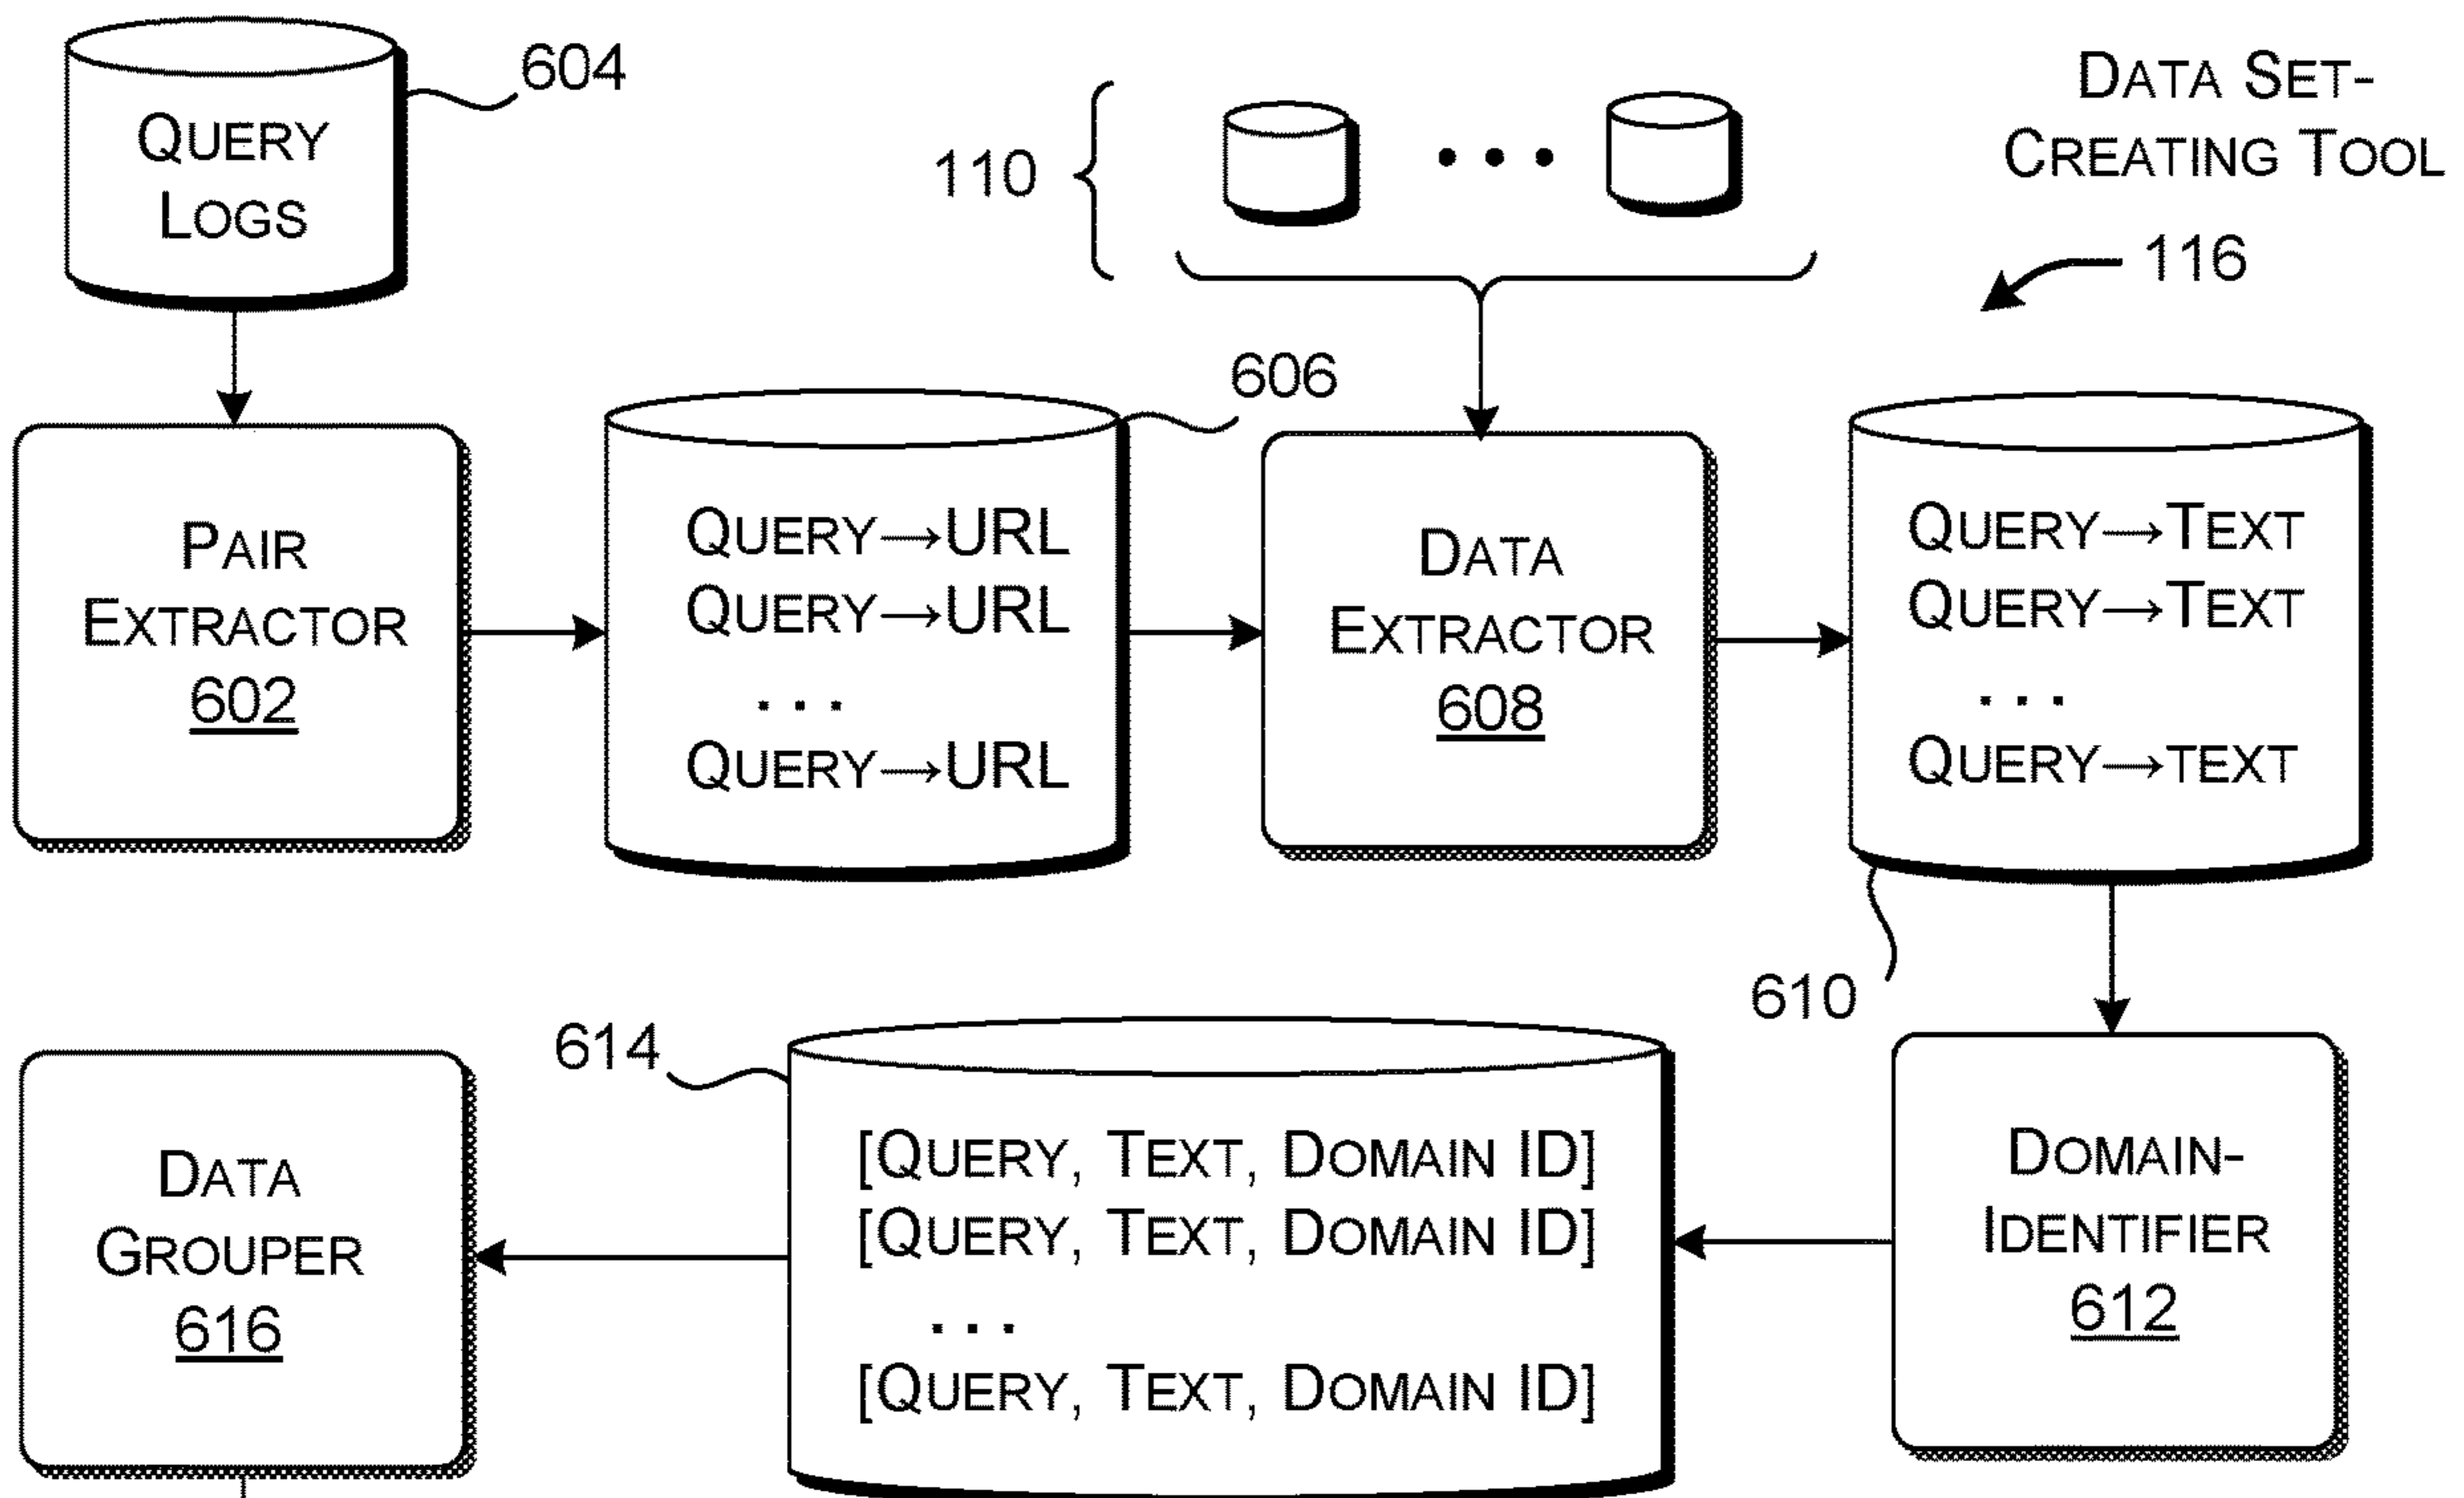 604
QUERY
LOGS
110
DATA SET-
CREATING TOOL
116
606
PAIR
EXTRACTOR
602
QUERY→URL
QUERY→URL
...
QUERY→URL
DATA
EXTRACTOR
608
QUERY→TEXT
QUERY→TEXT
...
QUERY→TEXT
610
614
DATA
GROUPER
616
[QUERY, TEXT, DOMAIN ID]
[QUERY, TEXT, DOMAIN ID]
...
[QUERY, TEXT, DOMAIN ID]
DOMAIN-
IDENTIFIER
612